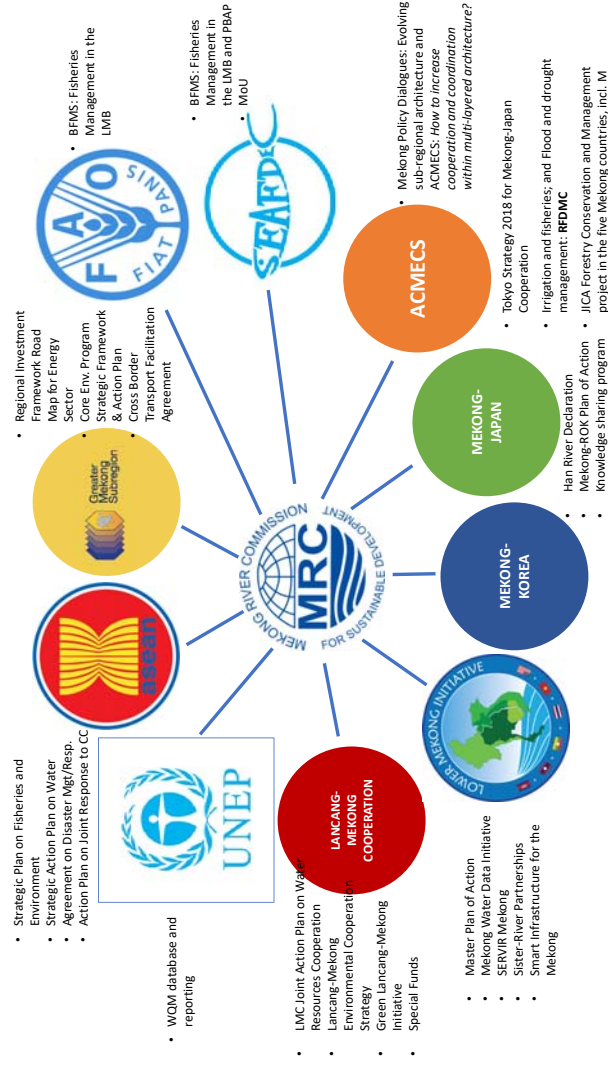 • Strategic Plan on Fisheries and
Environment
• Strategic Action Plan on Water
• Agreement on Disaster Mgt/Resp.
• Action Plan on Joint Response to CC
asean
• Regional Investment
Framework Road
Map for Energy
Sector
• Core Env. Program
Strategic Framework
& Action Plan
• Cross Border
Transport Facilitation
Agreement
Greater
Mekong
Subregion
• BFMS: Fisheries
Management in the
LMB
FAO
FIAT PANIS
• BFMS: Fisheries
Management in
the LMB and PBAP
• MoU
SEAFDEC
• WQM database and
reporting
UNEP
MEKONG RIVER COMMISSION
MRC
FOR SUSTAINABLE DEVELOPMENT
ACMECS
• Mekong Policy Dialogues: Evolving
sub-regional architecture and
ACMECS: How to increase
cooperation and coordination
within multi-layered architecture?
• LMC Joint Action Plan on Water
Resources Cooperation
• Lancang-Mekong
Environmental Cooperation
Strategy
• Green Lancang-Mekong
Initiative
• Special Funds
LANCANG-
MEKONG
COOPERATION
MEKONG-
JAPAN
• Tokyo Strategy 2018 for Mekong-Japan
Cooperation
• Irrigation and fisheries; and Flood and drought
management: RFDMC
• JICA Forestry Conservation and Management
project in the five Mekong countries, incl. M
• Master Plan of Action
• Mekong Water Data Initiative
• SERVIR Mekong
• Sister-River Partnerships
• Smart Infrastructure for the
Mekong
LOWER MEKONG INITIATIVE
MEKONG-
KOREA
• Han River Declaration
• Mekong-ROK Plan of Action
• Knowledge sharing program